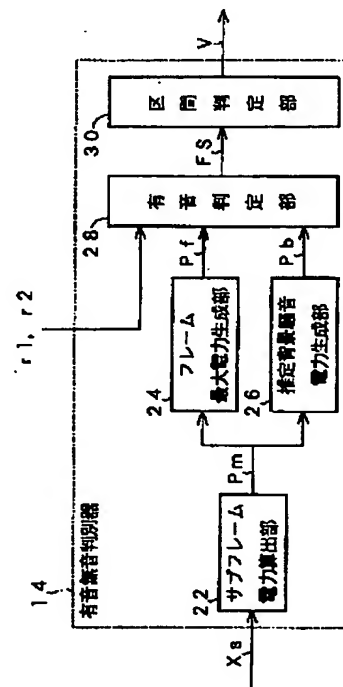 14
有音無音判別器
Xs
22
サブフレーム
電力算出部
Pm
24
フレーム
最大電力生成部
26
推定背景騒音
電力生成部
Pf
Pb
r1, r2
28
有音判定部
FS
30
区間判定部
V